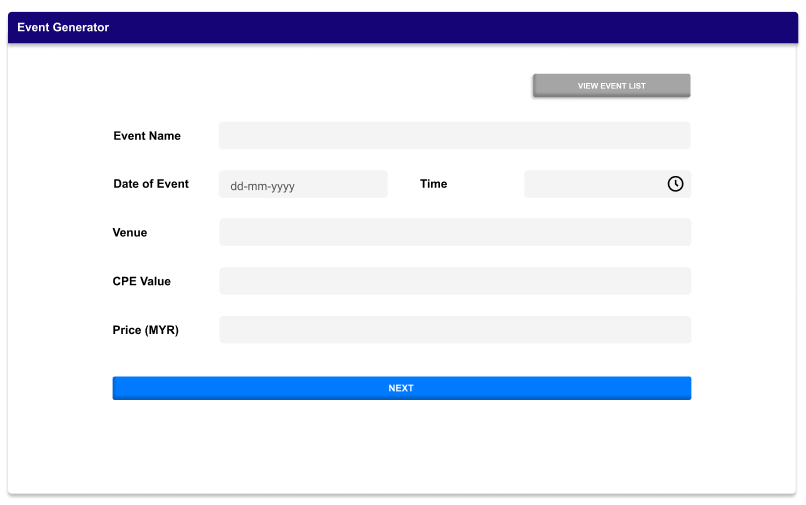 Event Generator
VIEW EVENT LIST
Event Name
Date of Event dd-mm-yyyy Time
Venue
CPE Value
Price (MYR)
NEXT